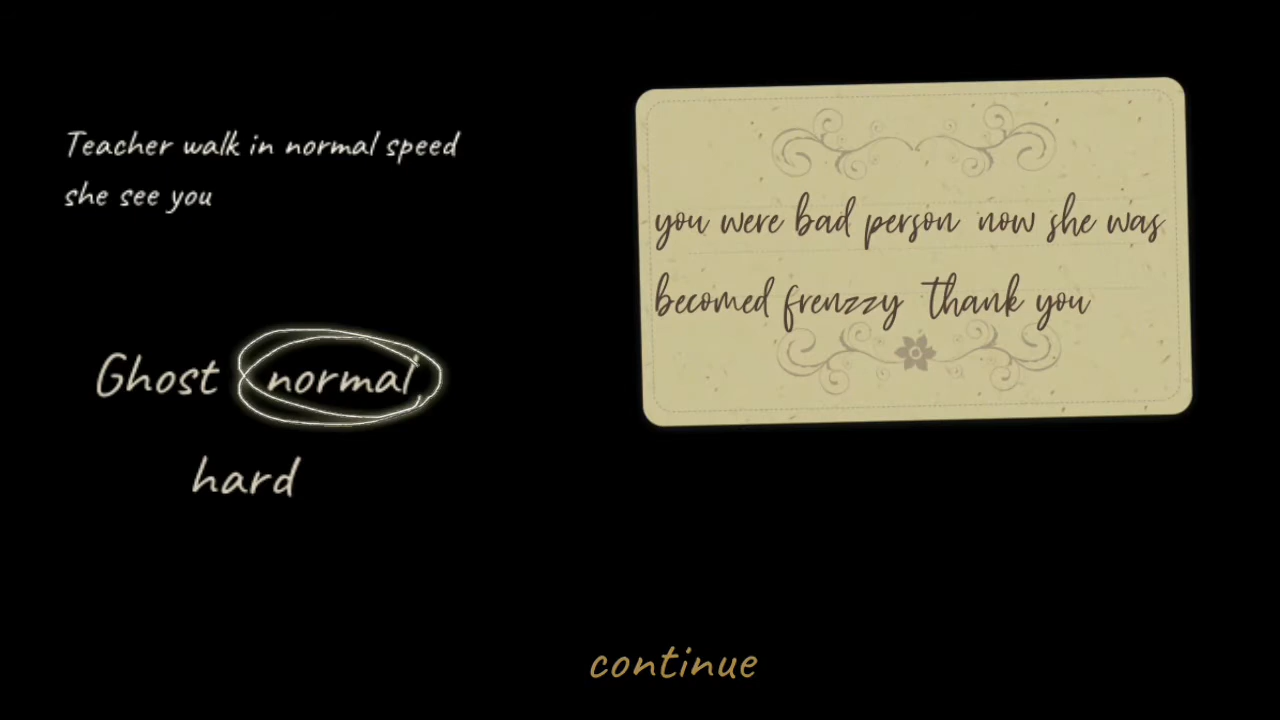 Teacher walk in normal speed
she see you
you were bad person now she was
becomed frenzzy Thank you
Ghost normal
hard
continue